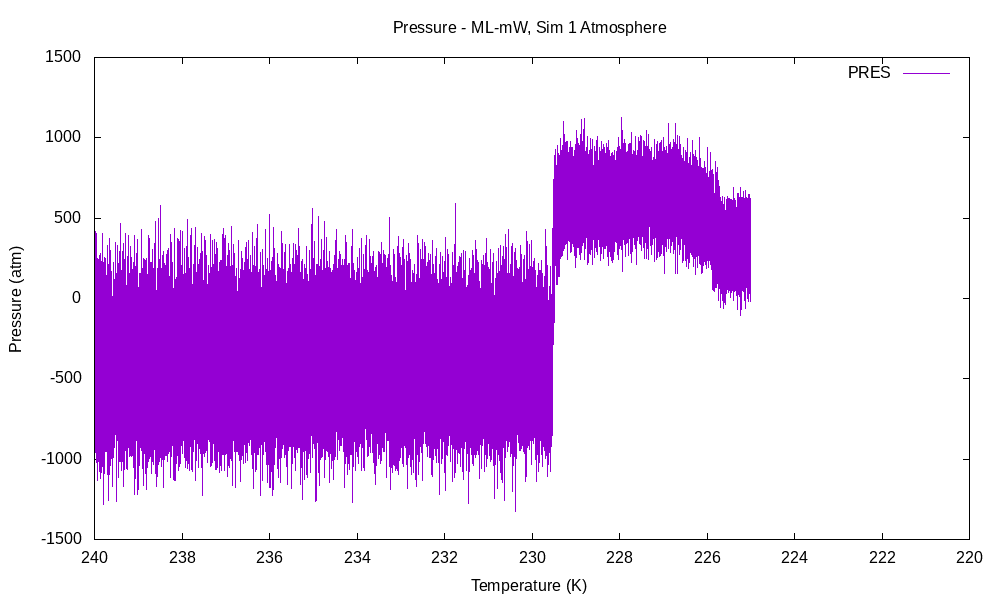 Pressure - ML-mW, Sim 1 Atmosphere
PRES
1500
1000
500
0
-500
-1000
-1500
Pressure (atm)
240 238 236 234 232 230 228 226 224 222 220
Temperature (K)